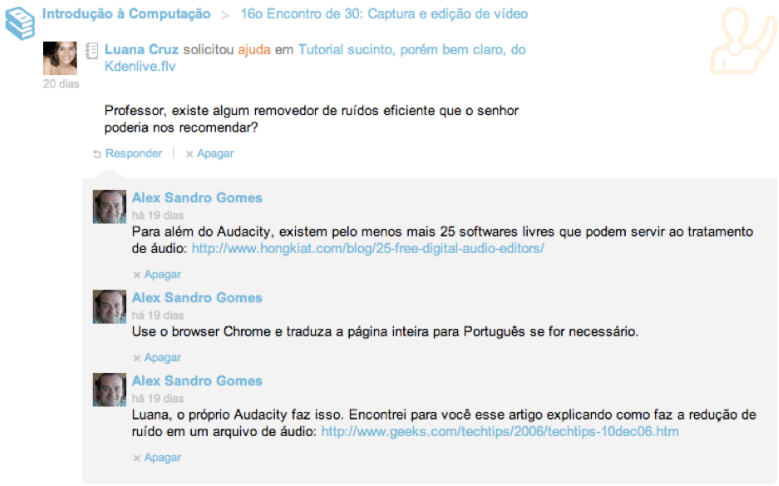 Introdução à Computação > 16o Encontro de 30: Captura e edição de vídeo
Luana Cruz solicitou ajuda em Tutorial sucinto, porém bem claro, do
Kdenlive.flv
20 dias
Professor, existe algum removedor de ruídos eficiente que o senhor
poderia nos recomendar?
Responder | × Apagar
Alex Sandro Gomes
há 19 dias
Para além do Audacity, existem pelo menos mais 25 softwares livres que podem servir ao tratamento
de áudio: http://www.hongkiat.com/blog/25-free-digital-audio-editors/
× Apagar
Alex Sandro Gomes
há 19 dias
Use o browser Chrome e traduza a página inteira para Português se for necessário.
× Apagar
Alex Sandro Gomes
há 19 dias
Luana, o próprio Audacity faz isso. Encontrei para você esse artigo explicando como faz a redução de
ruído em um arquivo de áudio: http://www.geeks.com/techtips/2006/techtips-10dec06.htm
× Apagar